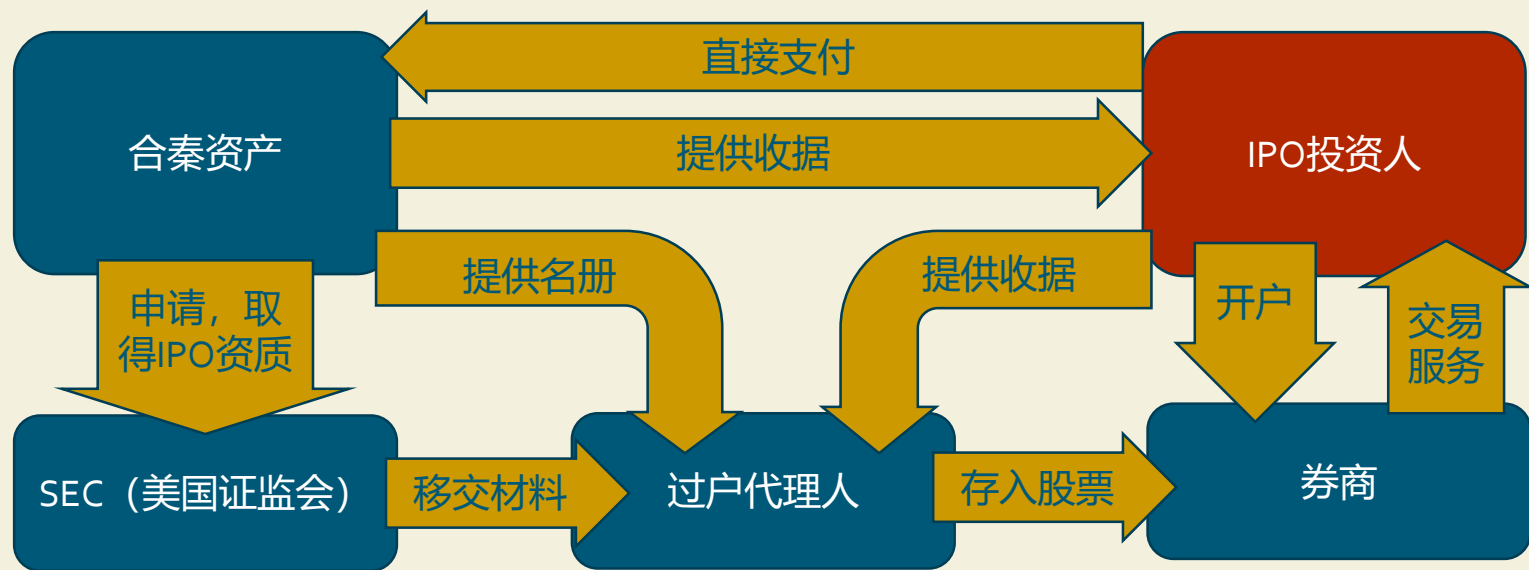 直接支付
合秦资产
提供收据
IPO投资人
提供名册
提供收据
申请，取
得IPO资质
开户
交易
服务
SEC（美国证监会）
移交材料
过户代理人
存入股票
券商